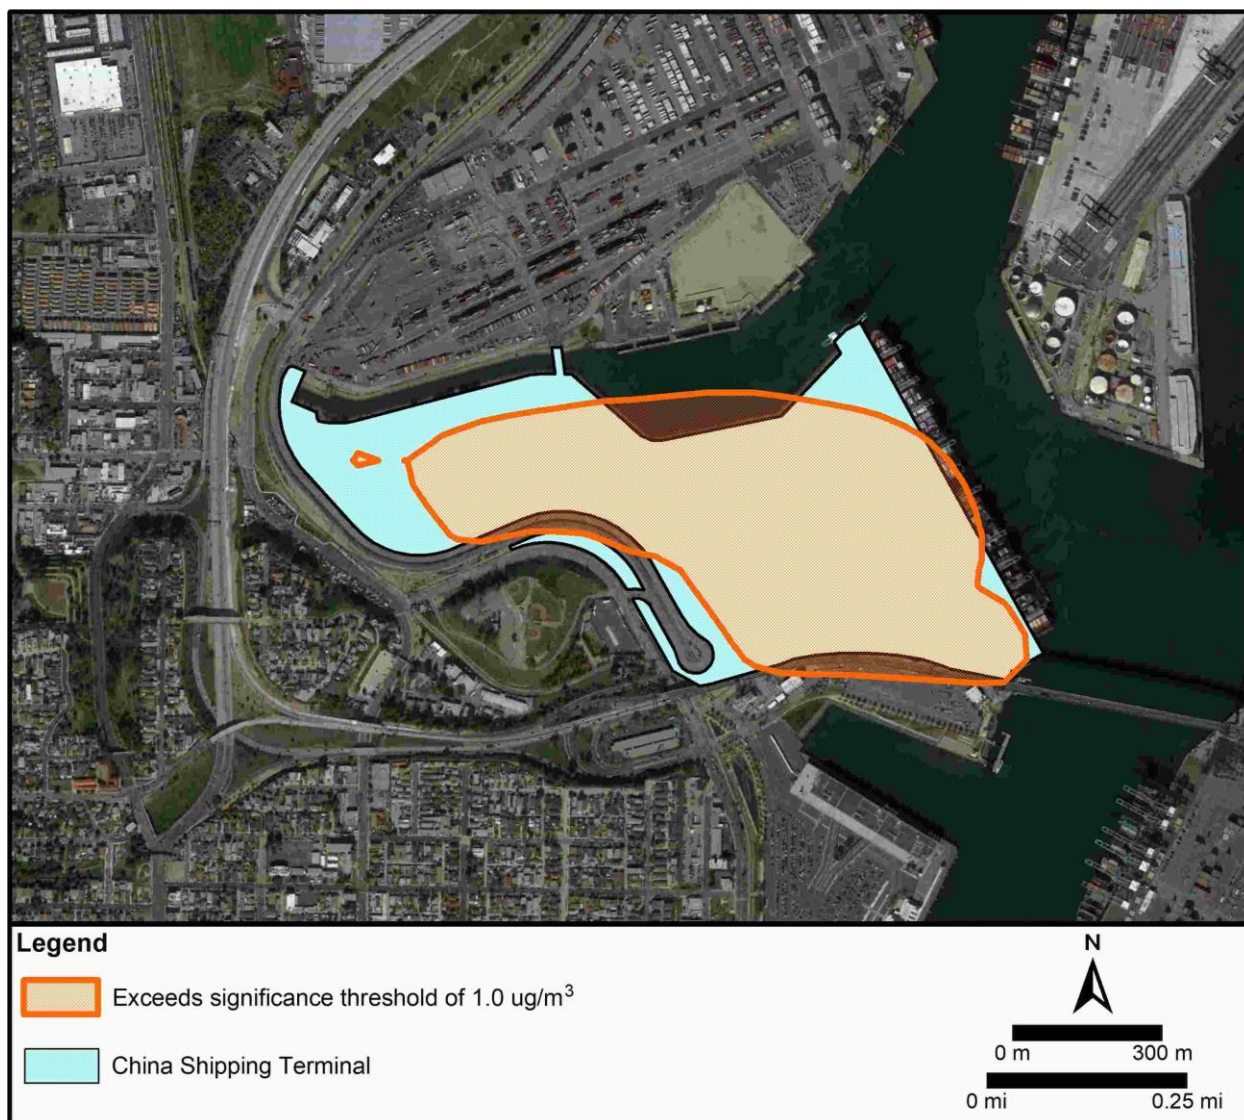 Legend
Exceeds significance threshold of 1.0 ug/m³
China Shipping Terminal
N
0 m 300 m
0 mi 0.25 mi